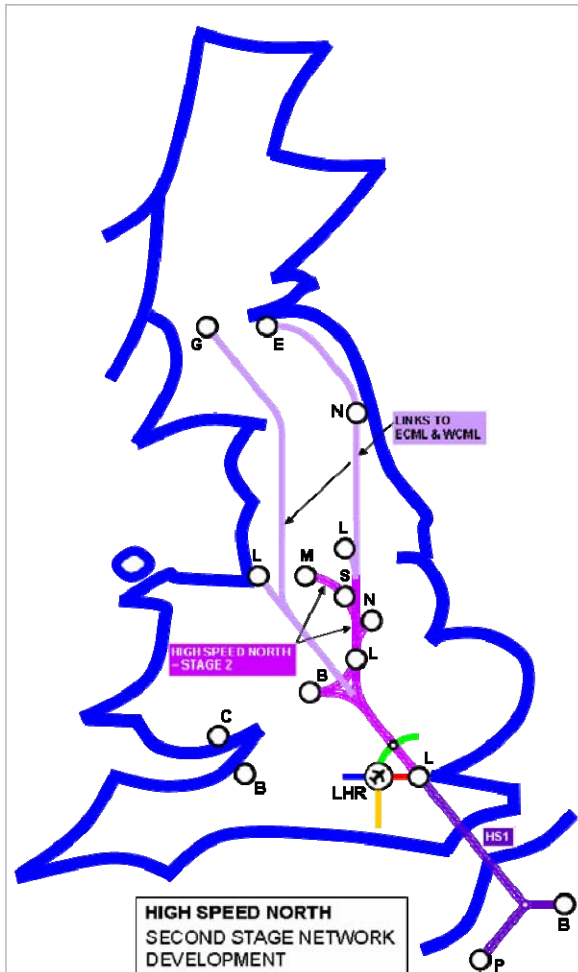 G
E
N
LINKS TO
ECML & WCML
L
L
M
S
N
HIGH SPEED NORTH
– STAGE 2
L
B
C
B
LHR
L
HS1
B
P
HIGH SPEED NORTH
SECOND STAGE NETWORK
DEVELOPMENT